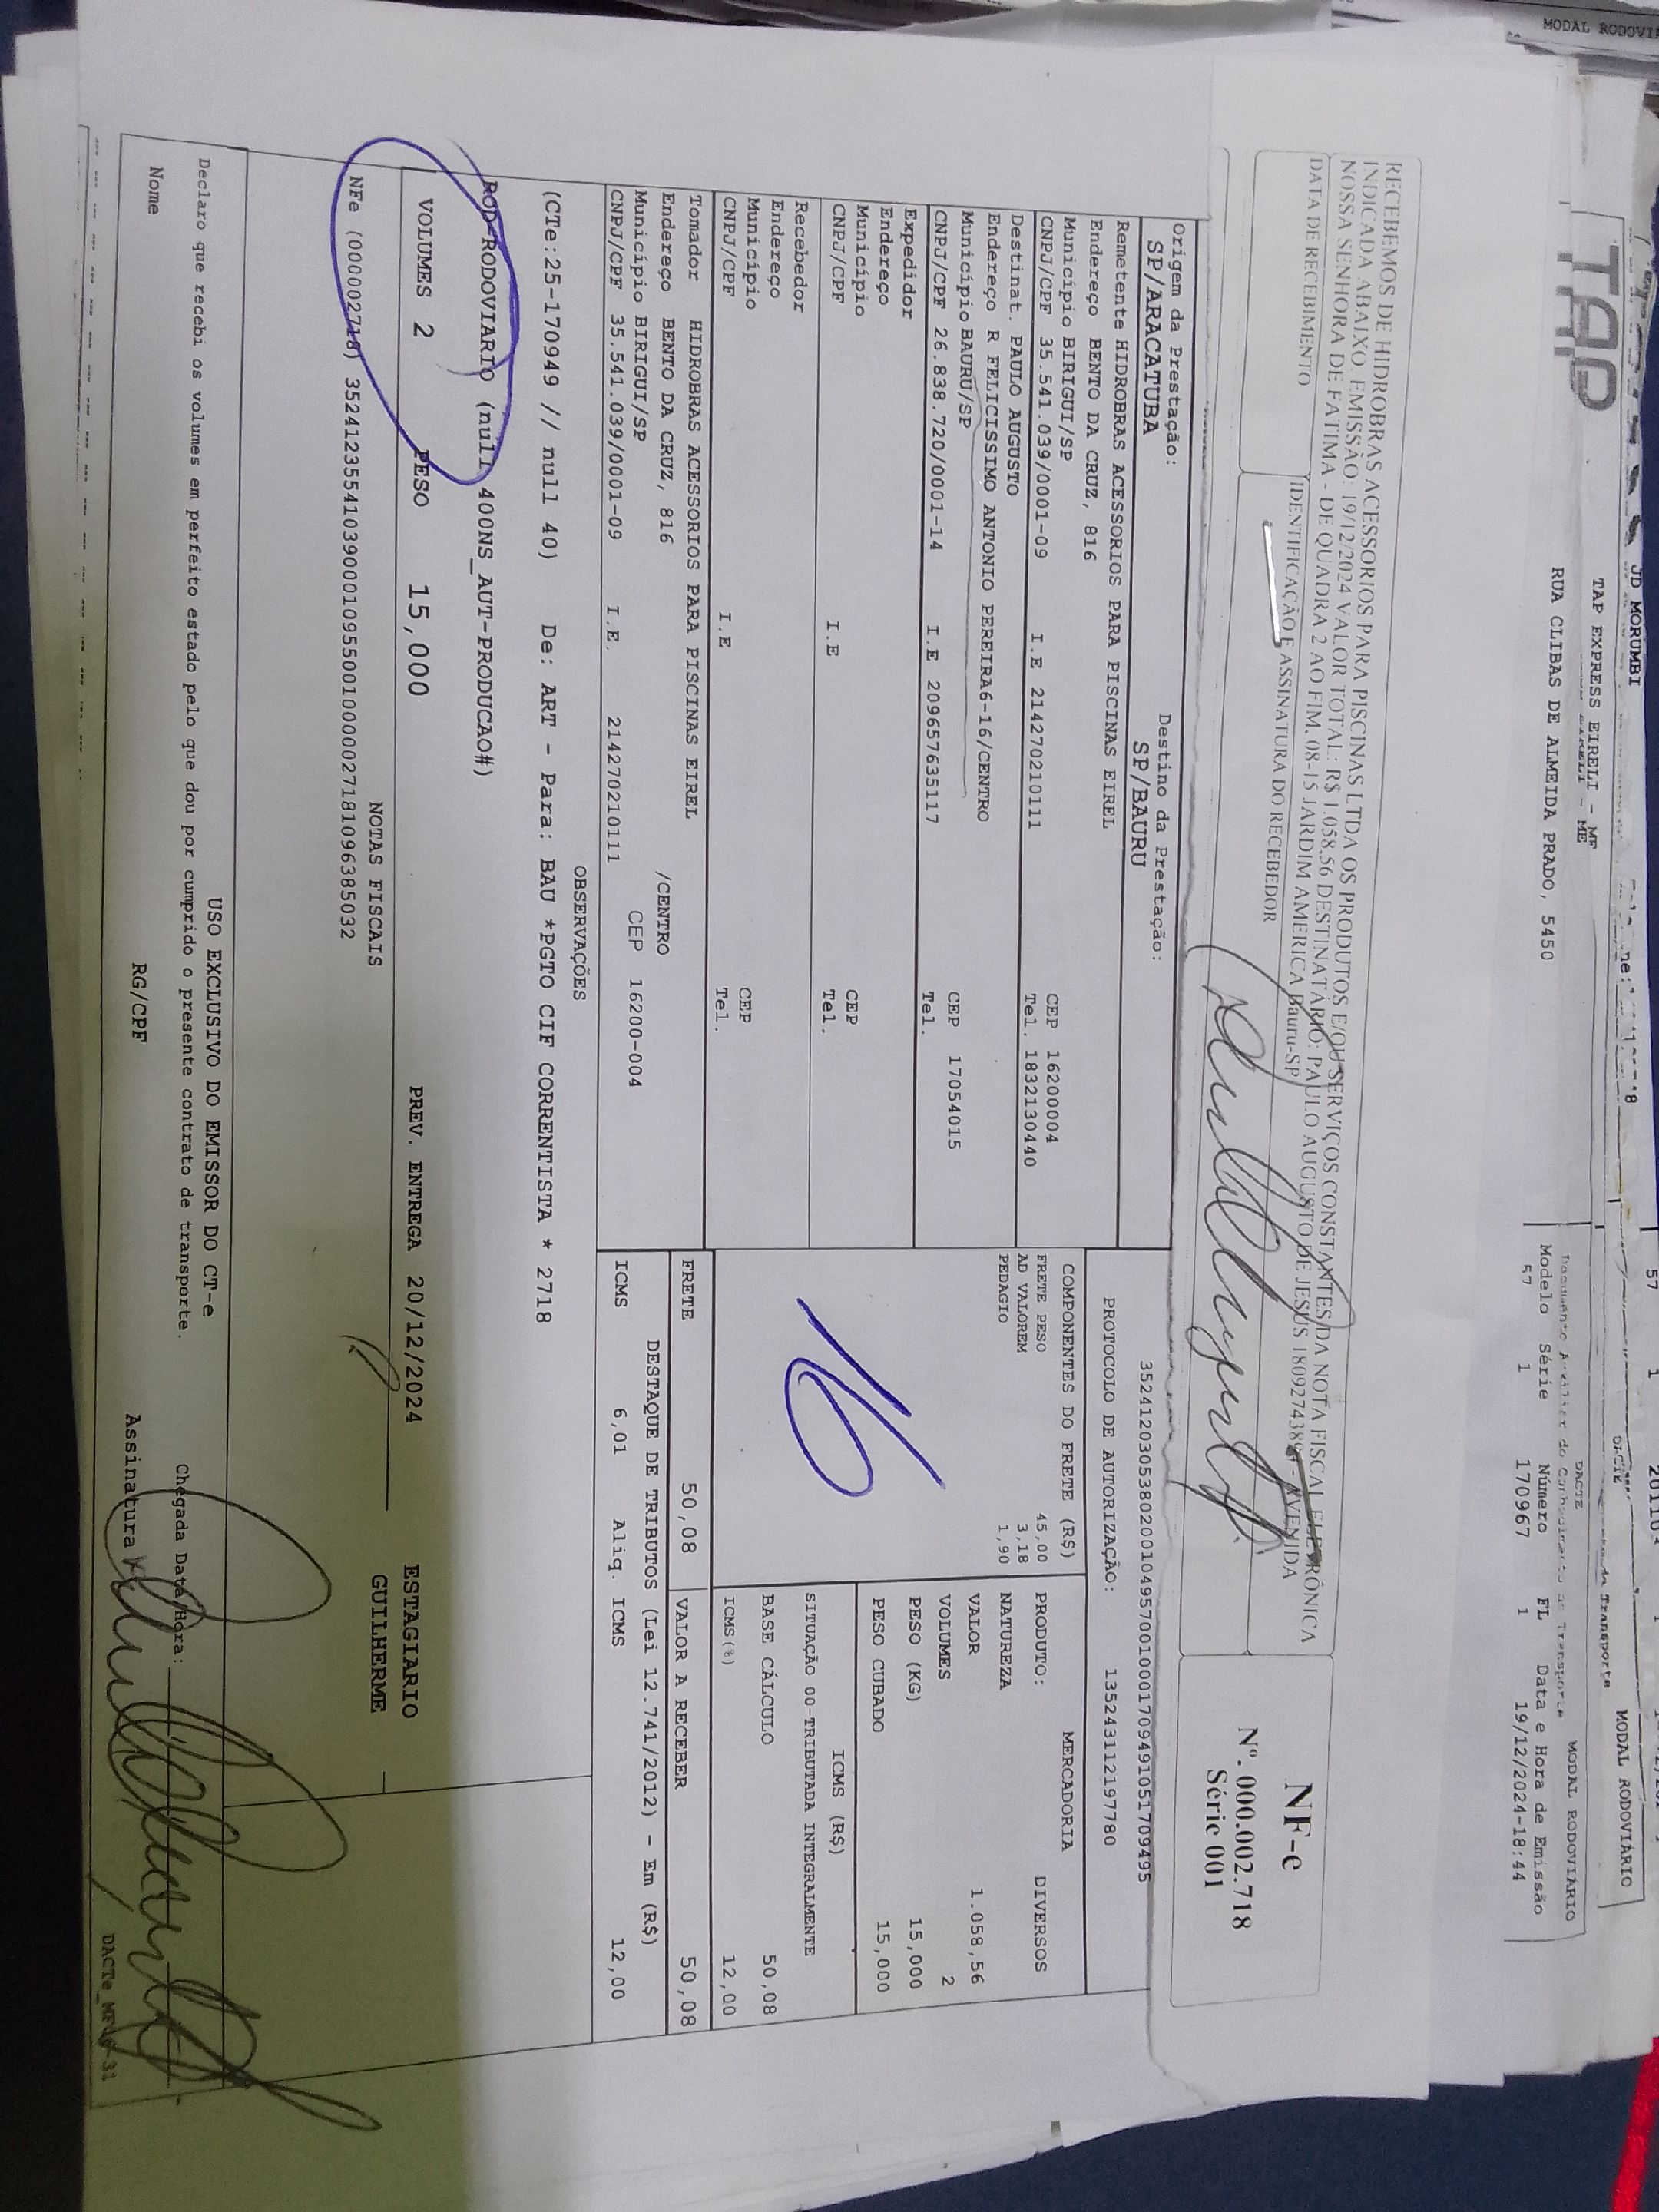 MODAL RODOVIÁRIO
JD MORUMBI
TAP
TAP EXPRESS EIRELI - ME
RUA CLIBAS DE ALMEIDA PRADO, 5450
DACTE
MODAL RODOVIÁRIO
Modelo Série Número FL Data e Hora de Emissão
57 1 170967 1 19/12/2024-18:44
RECEBEMOS DE HIDROBRAS ACESSORIOS PARA PISCINAS LTDA OS PRODUTOS E/OU SERVIÇOS CONSTANTES DA NOTA FISCAL ELETRÔNICA
INDICADA ABAIXO. EMISSÃO: 19/12/2024 VALOR TOTAL: R$ 1.058,56 DESTINATÁRIO: PAULO AUGUSTO DE JESUS - AVENIDA
NOSSA SENHORA DE FATIMA - DE QUADRA 2 AO FIM, 08-15 JARDIM AMERICA Bauru-SP
DATA DE RECEBIMENTO
IDENTIFICAÇÃO E ASSINATURA DO RECEBEDOR
NF-e
Nº. 000.002.718
Série 001
35241203053802001049570010001709491051709495
Origem da Prestação: Destino da Prestação:
SP/ARACATUBA SP/BAURU
PROTOCOLO DE AUTORIZAÇÃO: 135243112197780
Remetente HIDROBRAS ACESSORIOS PARA PISCINAS EIREL
Endereço BENTO DA CRUZ, 816
Município BIRIGUI/SP CEP 16200004
CNPJ/CPF 35.541.039/0001-09 I.E 214270210111 Tel. 1832130440
Destinat. PAULO AUGUSTO
Endereço R FELICISSIMO ANTONIO PEREIRA6-16/CENTRO
Município BAURU/SP CEP 17054015
CNPJ/CPF 26.838.720/0001-14 I.E 209657635117 Tel.
Expedidor
Endereço
Município CEP
CNPJ/CPF I.E Tel.
Recebedor
Endereço
Município CEP
CNPJ/CPF I.E Tel.
Tomador HIDROBRAS ACESSORIOS PARA PISCINAS EIREL
Endereço BENTO DA CRUZ, 816 /CENTRO
Município BIRIGUI/SP CEP 16200-004
CNPJ/CPF 35.541.039/0001-09 I.E. 214270210111
COMPONENTES DO FRETE (R$)
FRETE PESO 45,00
AD VALOREM 3,18
PEDAGIO 1,90
16
MERCADORIA
PRODUTO: DIVERSOS
NATUREZA
VALOR 1.058,56
VOLUMES 2
PESO (KG) 15,000
PESO CUBADO 15,000
ICMS (R$)
SITUAÇÃO 00-TRIBUTADA INTEGRALMENTE
BASE CÁLCULO 50,08
ICMS(%) 12,00
FRETE 50,08 VALOR A RECEBER 50,08
DESTAQUE DE TRIBUTOS (Lei 12.741/2012) - Em (R$)
ICMS 6,01 Aliq. ICMS 12,00
OBSERVAÇÕES
(CTe:25-170949 // null 40) De: ART - Para: BAU *PGTO CIF CORRENTISTA * 2718
ROD-RODOVIARIO (null 400NS_AUT-PRODUCAO#)
VOLUMES 2 PESO 15,000 PREV. ENTREGA 20/12/2024 ESTAGIARIO
GUILHERME
NOTAS FISCAIS
NFe (000002718) 35241235541039000109550010000027181096385032
USO EXCLUSIVO DO EMISSOR DO CT-e
Declaro que recebi os volumes em perfeito estado pelo que dou por cumprido o presente contrato de transporte. Chegada Data/Hora:
Nome RG/CPF Assinatura